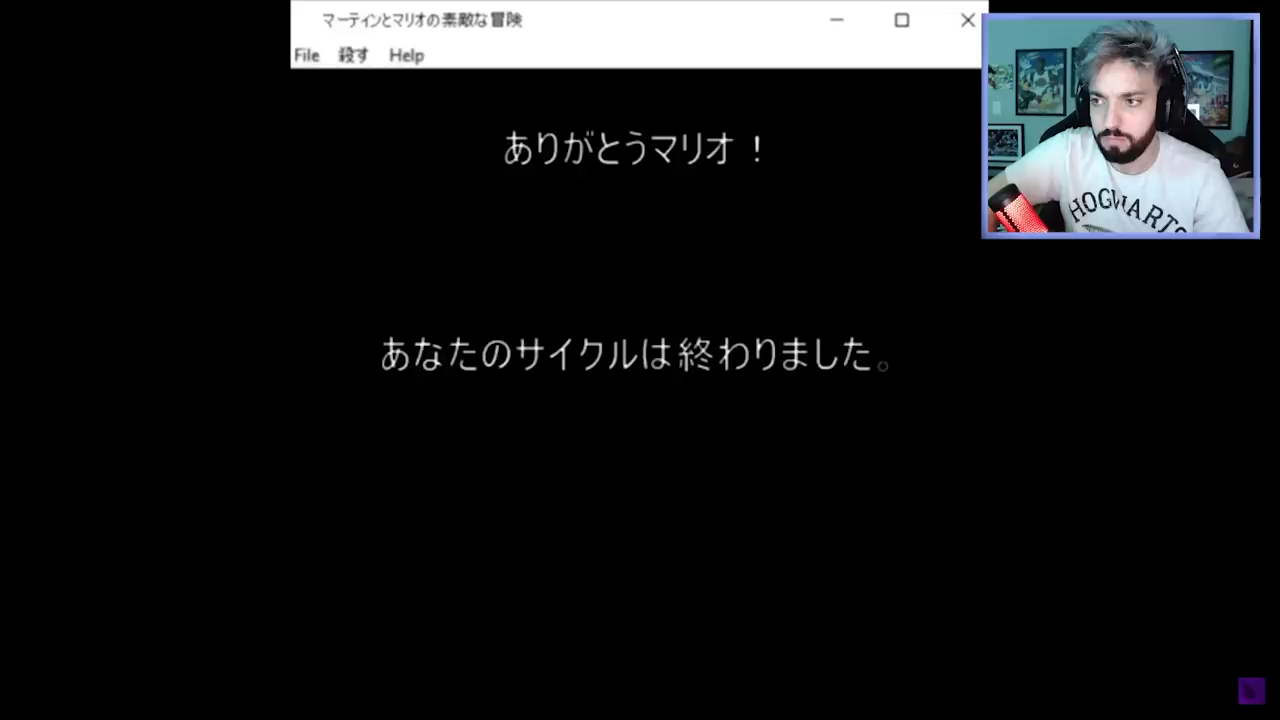 マーティンとマリオの素敵な冒険
File 殺す Help
ありがとうマリオ！
あなたのサイクルは終わりました。
HOGWARTS